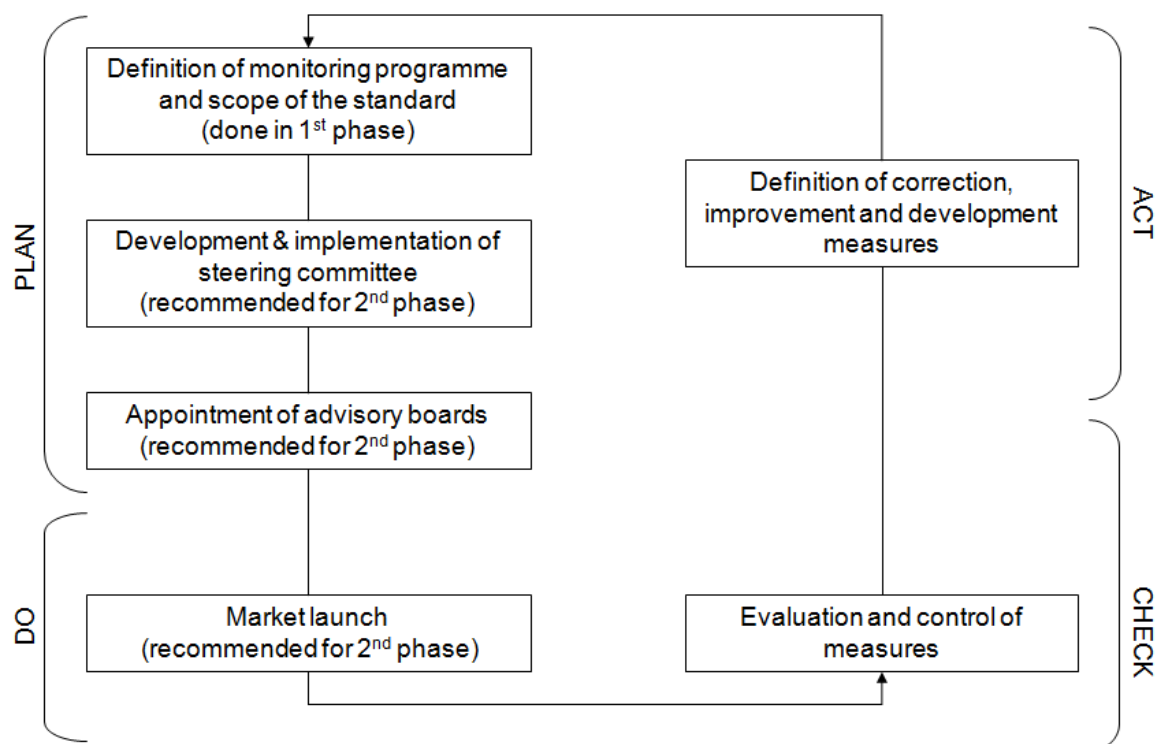 PLAN
Definition of monitoring programme
and scope of the standard
(done in 1st phase)
Development & implementation of
steering committee
(recommended for 2nd phase)
Appointment of advisory boards
(recommended for 2nd phase)
DO
Market launch
(recommended for 2nd phase)
Evaluation and control of
measures
CHECK
Definition of correction,
improvement and development
measures
ACT